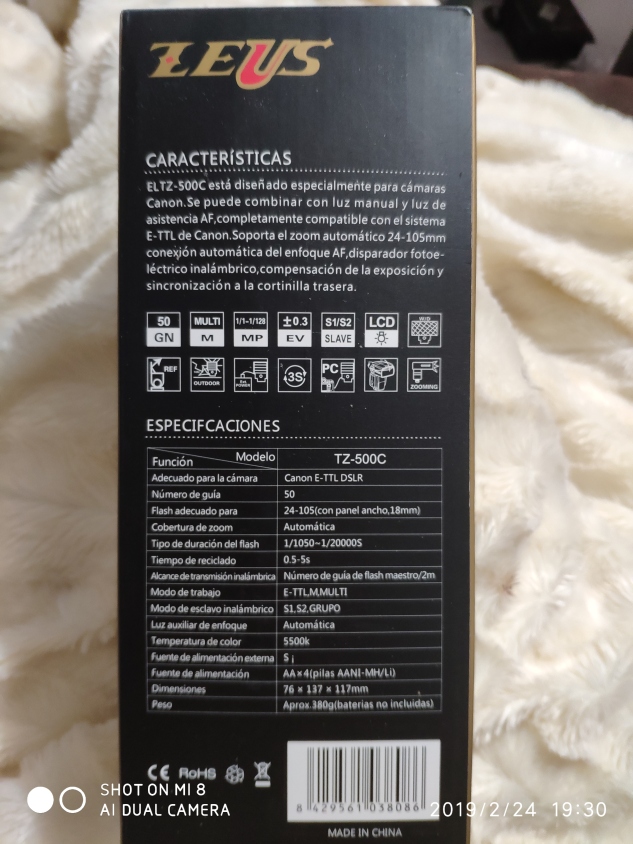 ZEUS
CARACTERíSTICAS
ELTZ-500C está diseñado especialmente para cámaras
Canon.Se puede combinar con luz manual y luz de
asistencia AF,completamente compatible con el sistema
E-TTL de Canon.Soporta el zoom automático 24-105mm
conexión automática del enfoque AF,disparador fotoe-
léctrico inalámbrico,compensación de la exposición y
sincronización a la cortinilla trasera.
50 MULTI 1/1-1/128 ±0.3 S1/S2 LCD W/D
GN M MP EV SLAVE
REF OUTDOOR Ext. POWER 3S PC ZOOMING
ESPECIFCACIONES
Función Modelo TZ-500C
Adecuado para la cámara Canon E-TTL DSLR
Número de guía 50
Flash adecuado para 24-105(con panel ancho,18mm)
Cobertura de zoom Automática
Tipo de duración del flash 1/1050~1/20000S
Tiempo de reciclado 0.5-5s
Alcance de transmisión inalámbrica Número de guía de flash maestro/2m
Modo de trabajo E-TTL,M,MULTI
Modo de esclavo inalámbrico S1,S2,GRUPO
Luz auxiliar de enfoque Automática
Temperatura de color 5500k
Fuente de alimentación externa S¡
Fuente de alimentación AA×4(pilas AANI-MH/Li)
Dimensiones 76 × 137 × 117mm
Peso Aprox.380g(baterías no incluidas)
CE RoHS
8 429561 038086
MADE IN CHINA
SHOT ON MI 8
AI DUAL CAMERA
2019/2/24 19:30